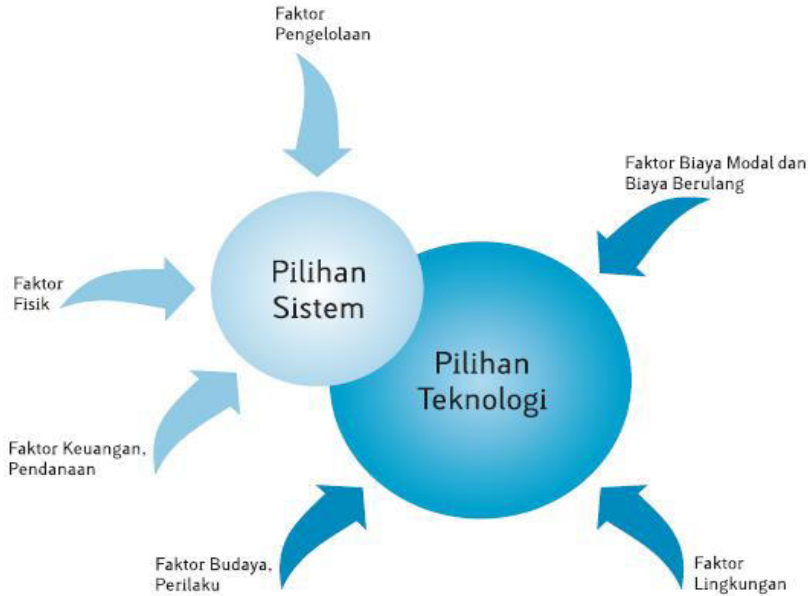 Faktor
Pengelolaan
Faktor Biaya Modal dan
Biaya Berulang
Pilihan
Sistem
Faktor
Fisik
Pilihan
Teknologi
Faktor Keuangan,
Pendanaan
Faktor Budaya,
Perilaku
Faktor
Lingkungan